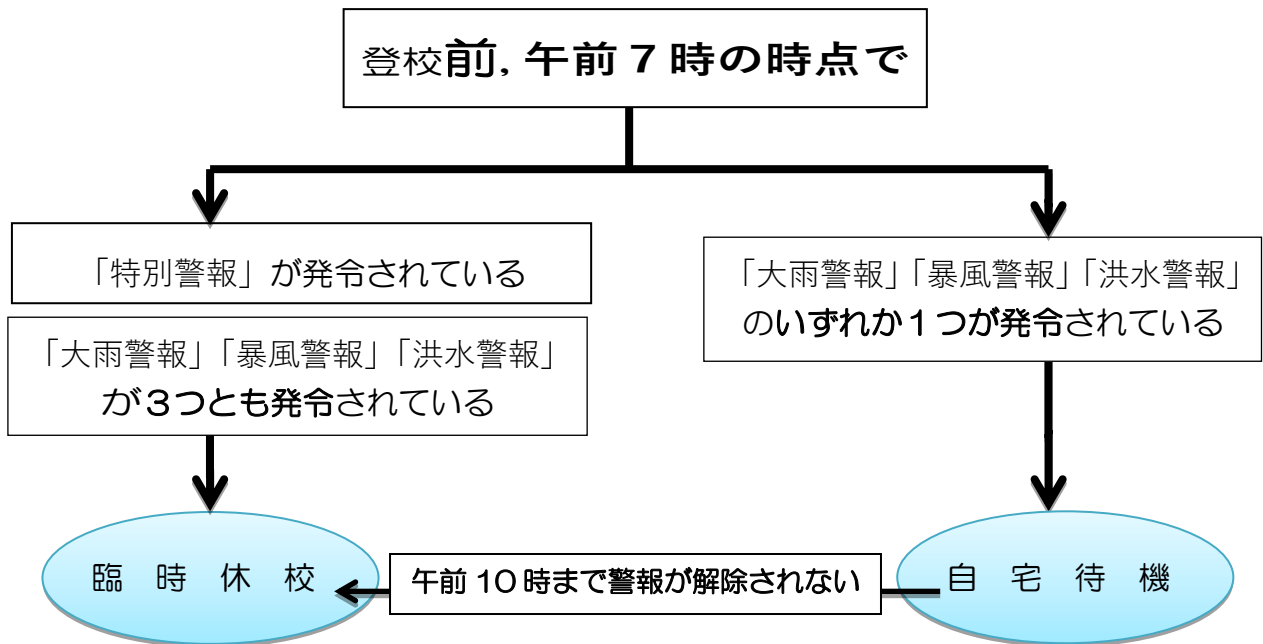 登校前,午前7時の時点で
「特別警報」が発令されている
「大雨警報」「暴風警報」「洪水警報」
が3つとも発令されている
「大雨警報」「暴風警報」「洪水警報」
のいずれか1つが発令されている
臨時休校
午前10時まで警報が解除されない
自宅待機